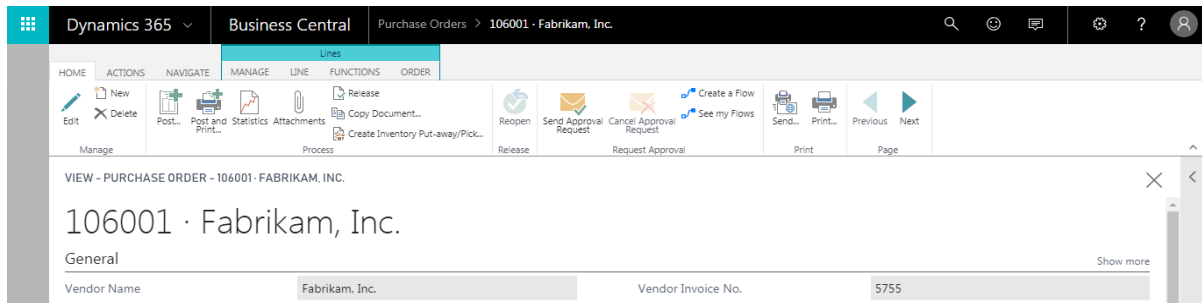 Dynamics 365 Business Central Purchase Orders > 106001 · Fabrikam, Inc. ?
Lines
HOME ACTIONS NAVIGATE MANAGE LINE FUNCTIONS ORDER
Edit
New
Delete
Post...
Post and Print...
Statistics
Attachments
Release
Copy Document...
Create Inventory Put-away/Pick...
Reopen
Send Approval Request
Cancel Approval Request
Create a Flow
See my Flows
Send...
Print...
Previous
Next
Manage Process Release Request Approval Print Page
VIEW - PURCHASE ORDER - 106001 · FABRIKAM, INC.
106001 · Fabrikam, Inc.
General Show more
Vendor Name Fabrikam, Inc. Vendor Invoice No. 5755